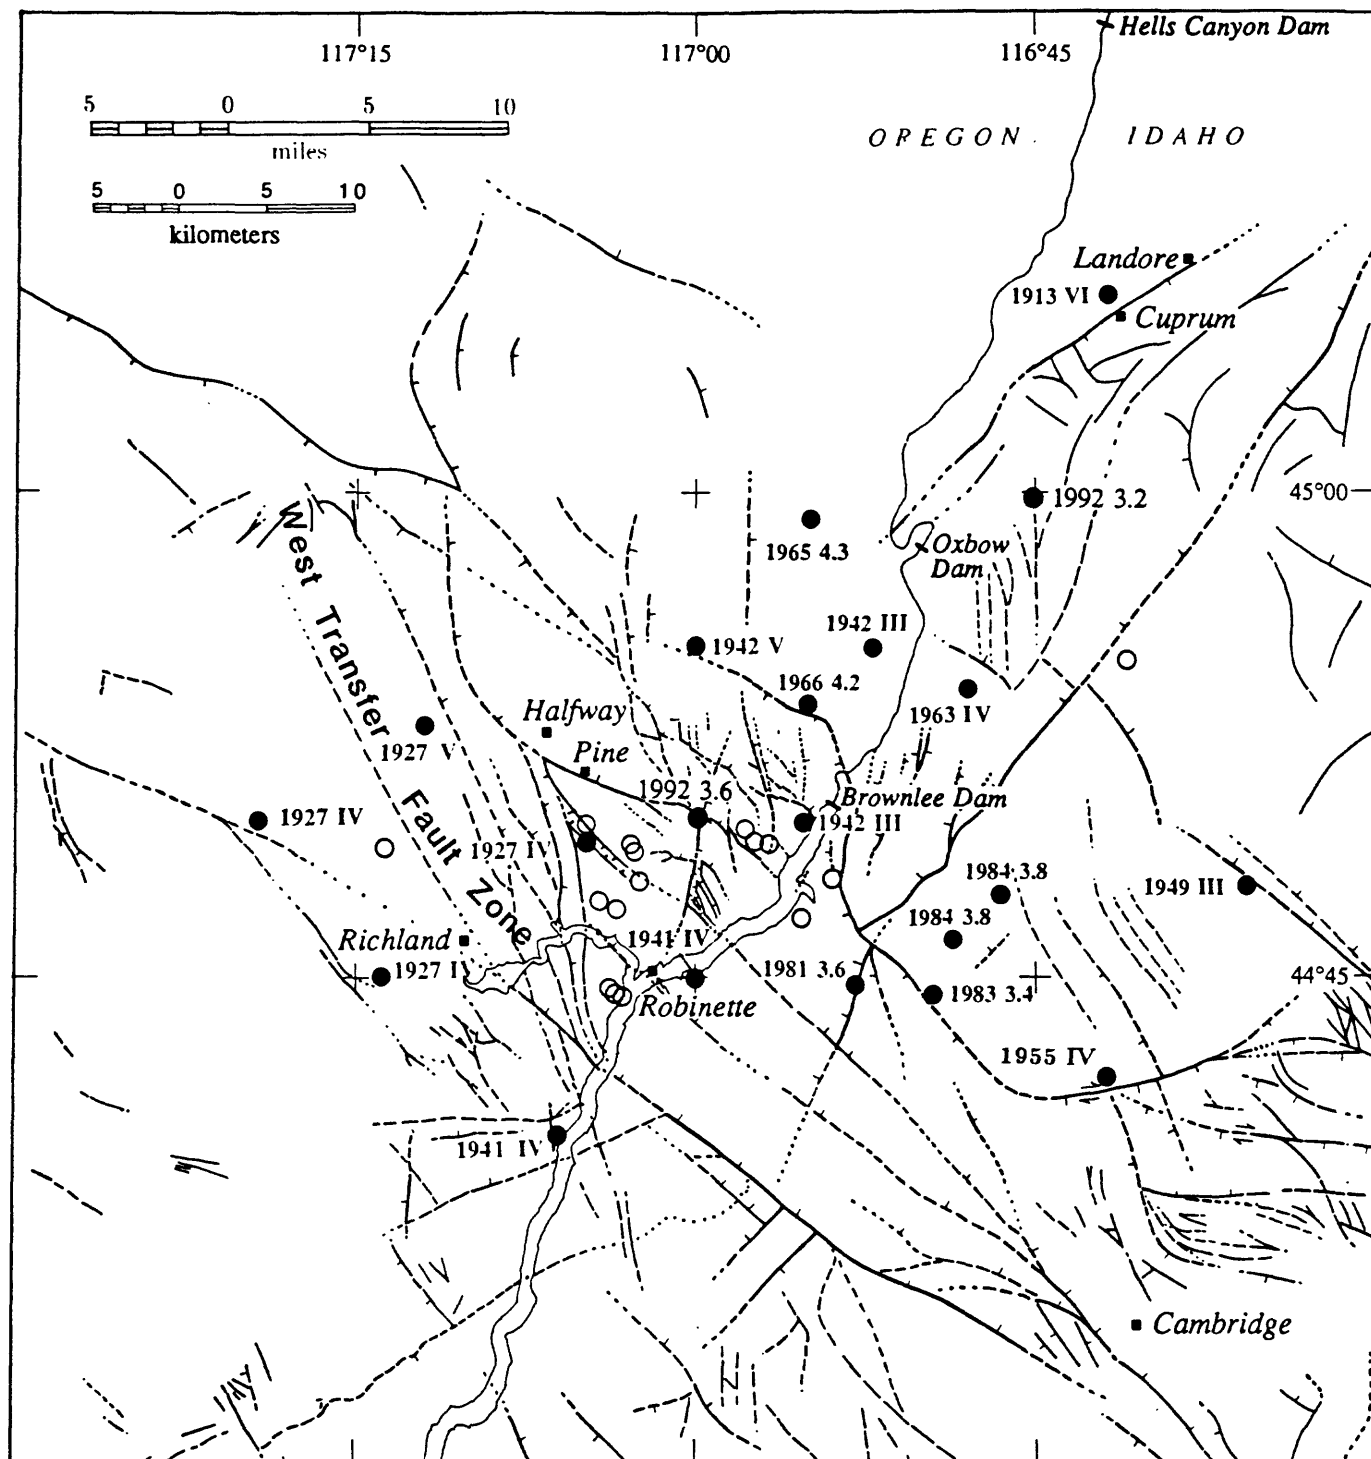 Hells Canyon Dam
117°15'
117°00'
116°45
5 0 5 10
miles
OREGON IDAHO
5 0 5 10
kilometers
Landore
1913 VI
Cuprum
45°00
1992 3.2
1965 4.3
Oxbow
Dam
West Transfer Fault Zone
1942 V
1942 III
1966 4.2
1963 IV
Halfway
1927 V
Pine
1992 3.6
Brownlee Dam
1927 IV
1942 III
1927 IV
1984 3.8
1949 III
1984 3.8
Richland
1941 IV
1927 IV
1981 3.6
44°45
1983 3.4
Robinette
1955 IV
1941 IV
Cambridge